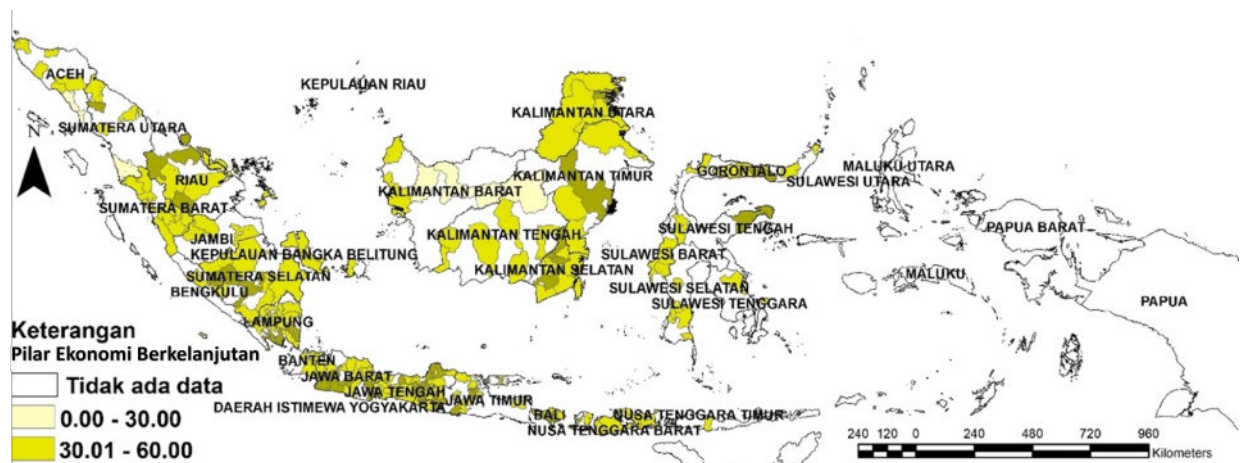 ACEH
KEPULAUAN RIAU
KALIMANTAN UTARA
SUMATERA UTARA
N
RIAU
KALIMANTAN BARAT
KALIMANTAN TIMUR
GORONTALO
MALUKU UTARA
SULAWESI UTARA
SUMATERA BARAT
JAMBI
KALIMANTAN TENGAH
SULAWESI TENGAH
PAPUA BARAT
KEPULAUAN BANGKA BELITUNG
SULAWESI BARAT
SUMATERA SELATAN
KALIMANTAN SELATAN
MALUKU
BENGKULU
SULAWESI SELATAN
SULAWESI TENGGARA
PAPUA
LAMPUNG
Keterangan
Pilar Ekonomi Berkelanjutan
Tidak ada data
0.00 - 30.00
30.01 - 60.00
BANTEN
JAWA BARAT
JAWA TENGAH
JAWA TIMUR
DAERAH ISTIMEWA YOGYAKARTA
BALI
NUSA TENGGARA TIMUR
NUSA TENGGARA BARAT
240 120 0 240 480 720 960
Kilometers